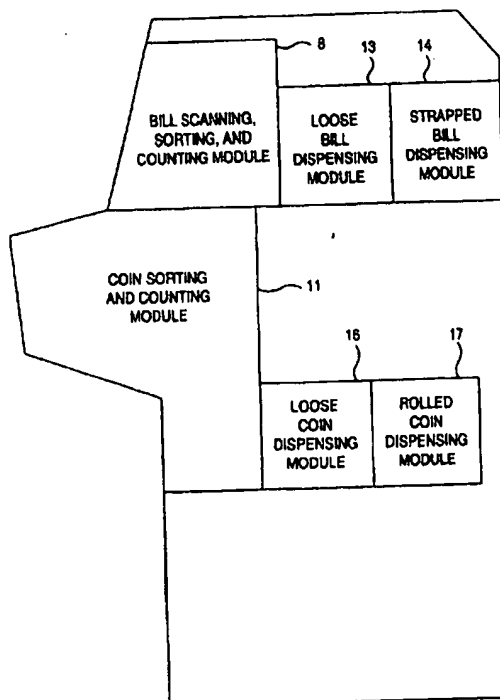 8
13
14
BILL SCANNING,
SORTING, AND
COUNTING MODULE
LOOSE
BILL
DISPENSING
MODULE
STRAPPED
BILL
DISPENSING
MODULE
COIN SORTING
AND COUNTING
MODULE
11
16
17
LOOSE
COIN
DISPENSING
MODULE
ROLLED
COIN
DISPENSING
MODULE